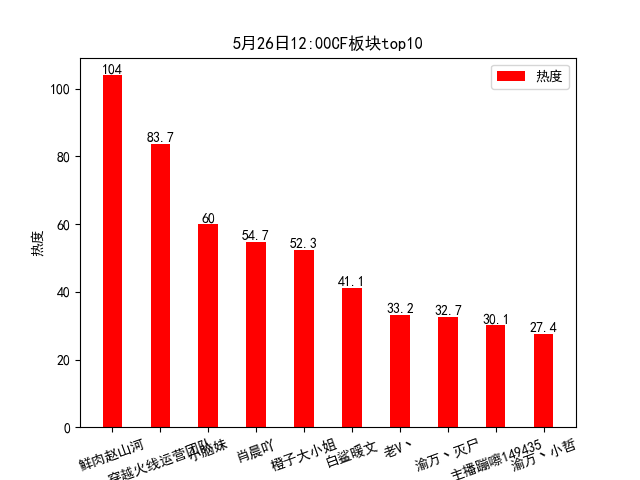 5月26日12:00CF板块top10
热度
热度
100
80
60
40
20
0
104
83.7
60
54.7
52.3
41.1
33.2
32.7
30.1
27.4
鲜肉赵山河
穿越火线运营团队
小脸妹
肖晨吖
橙子大小姐
白鲨暖文
老V丶
渝万丶灭尸
主播蹦嚓149435
渝万丶小哲